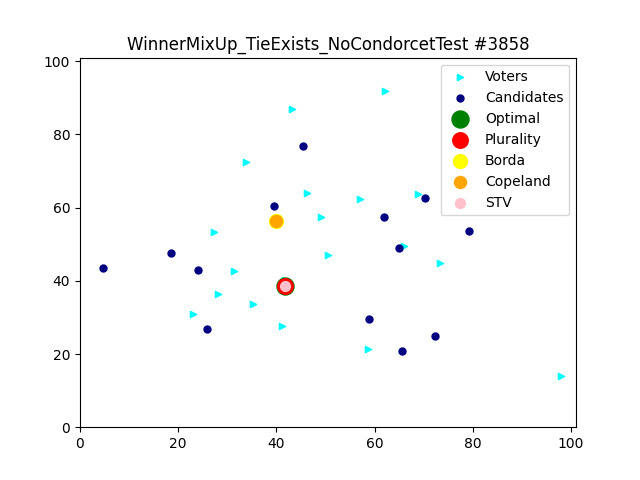 WinnerMixUp_TieExists_NoCondorcetTest #3858
Voters
Candidates
Optimal
Plurality
Borda
Copeland
STV
100
80
60
40
20
0
0 20 40 60 80 100